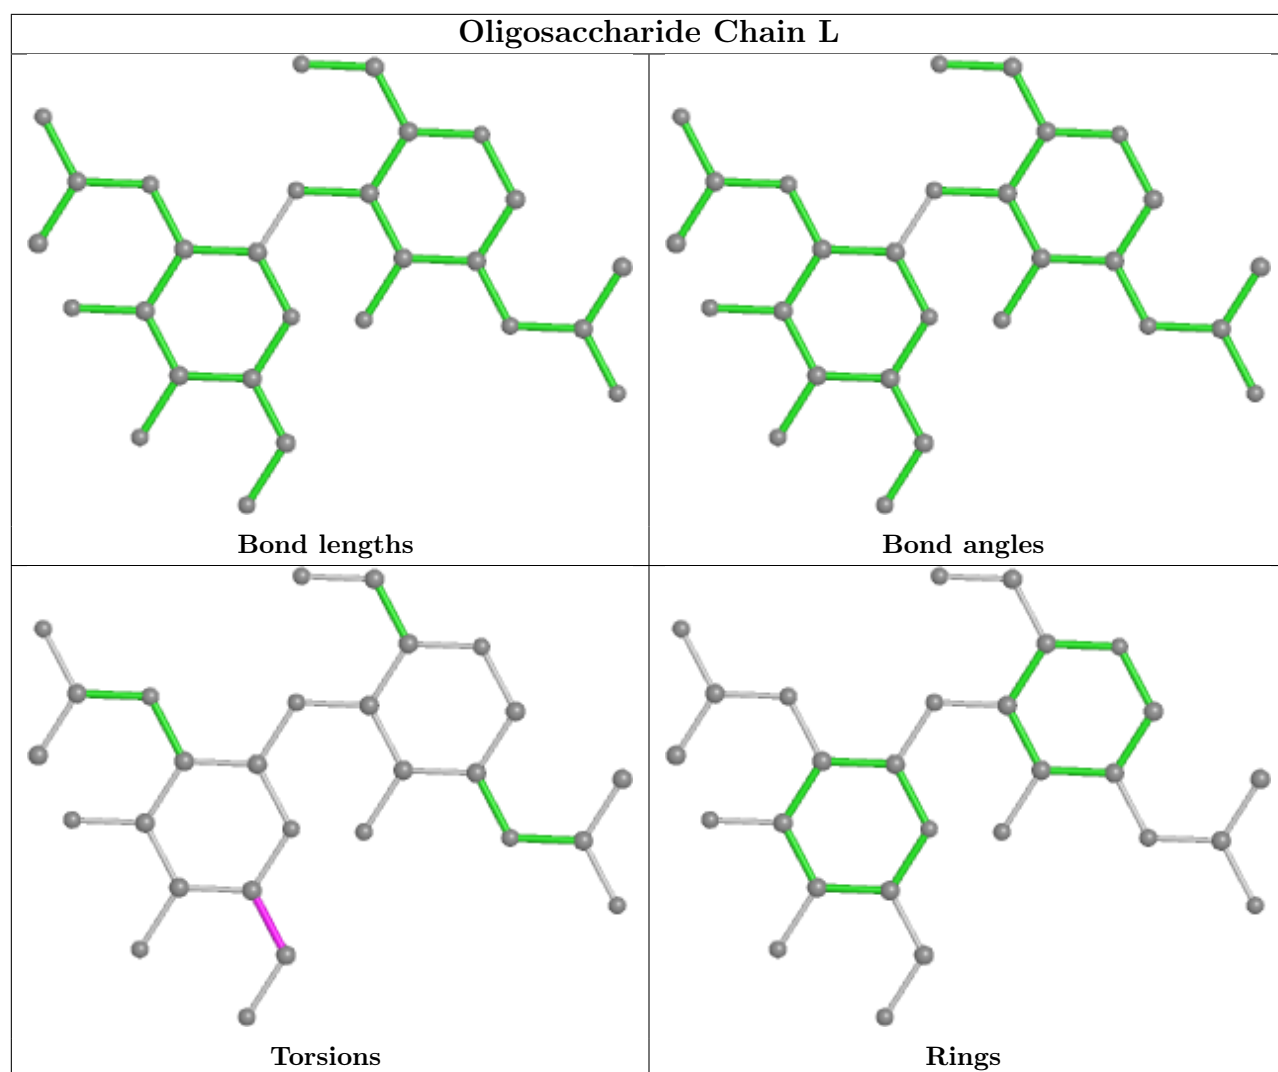 Oligosaccharide Chain L
Bond lengths
Bond angles
Torsions
Rings